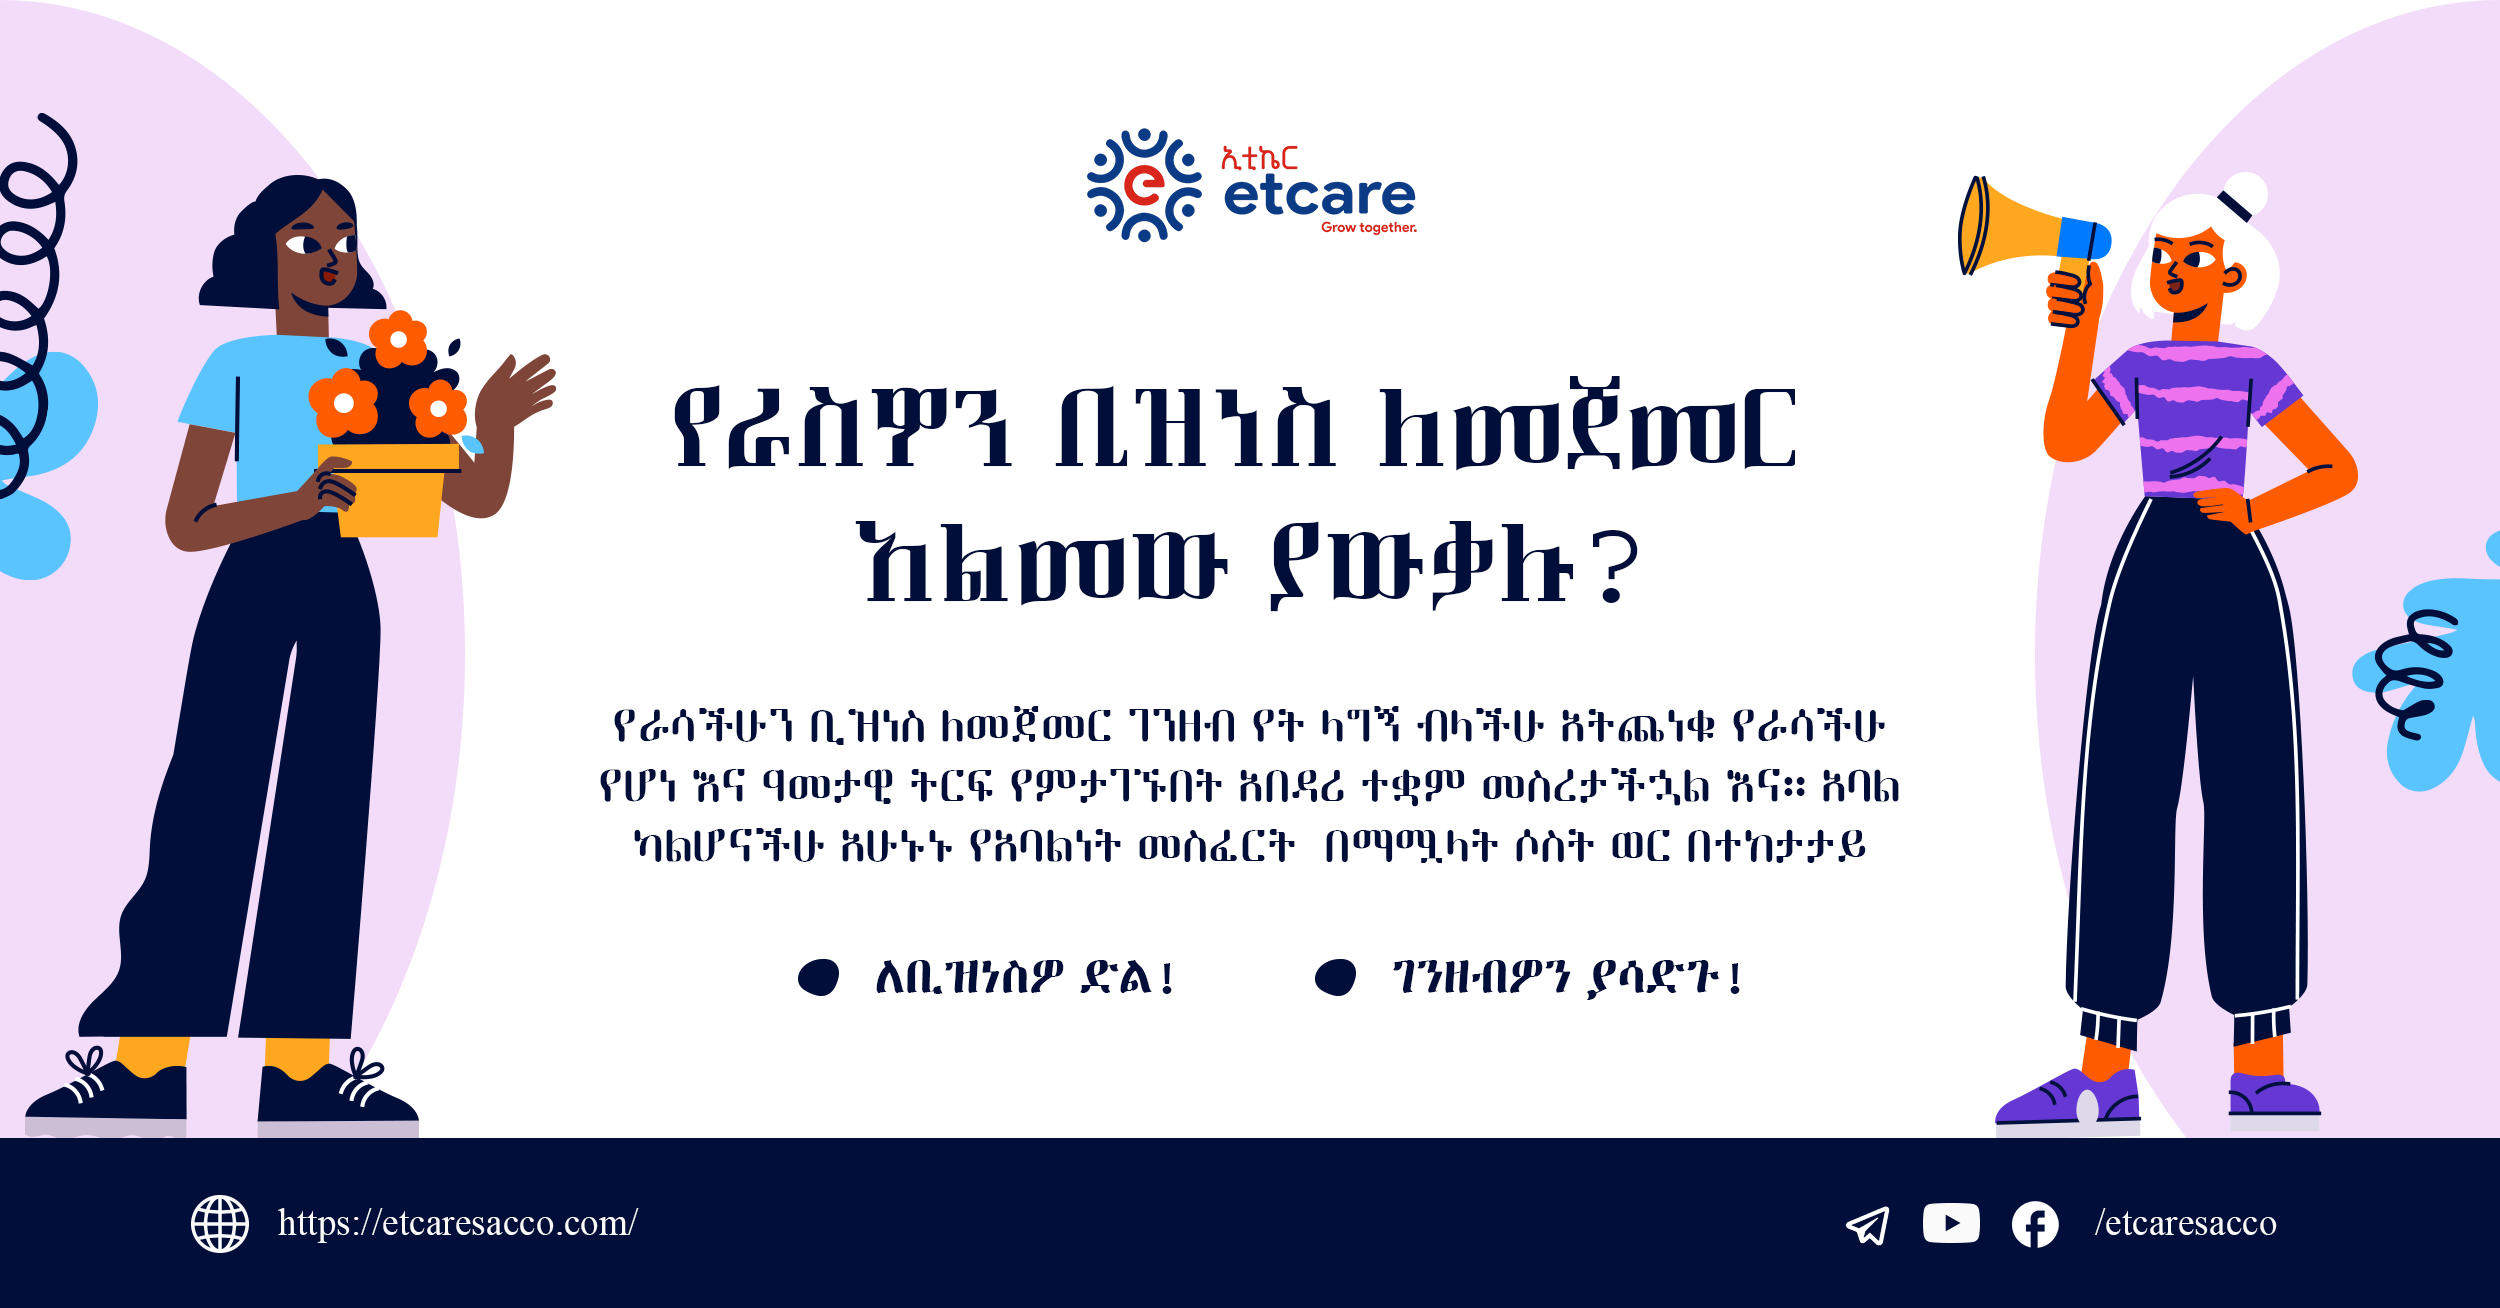 ኢተኬር
etcare
Grow together.
የራስዎን ቢዝነስ ለመጀመር
አልመው ያውቃሉ?
የራሳችሁን ቢዝነስ ለመጀመር ገንዘብ የት ላግኝ ብላችሁ አትጨነቁ የራሳችሁ
የሆነ እና ዓመታዊ ትርፍ የምታገኙበት አበዳሪ ተቋም መስረታችኋል እና። አባል
ካልሆናችሁ አሁኑኑ የአባልነት መስፈርት በማሟላት ሶስት ወር በተከታታይ
ለቢዝነስዎ ድል!
ገንዘብዎን ያሳድጉ!
https://etcaresacco.com/
/etcaresacco